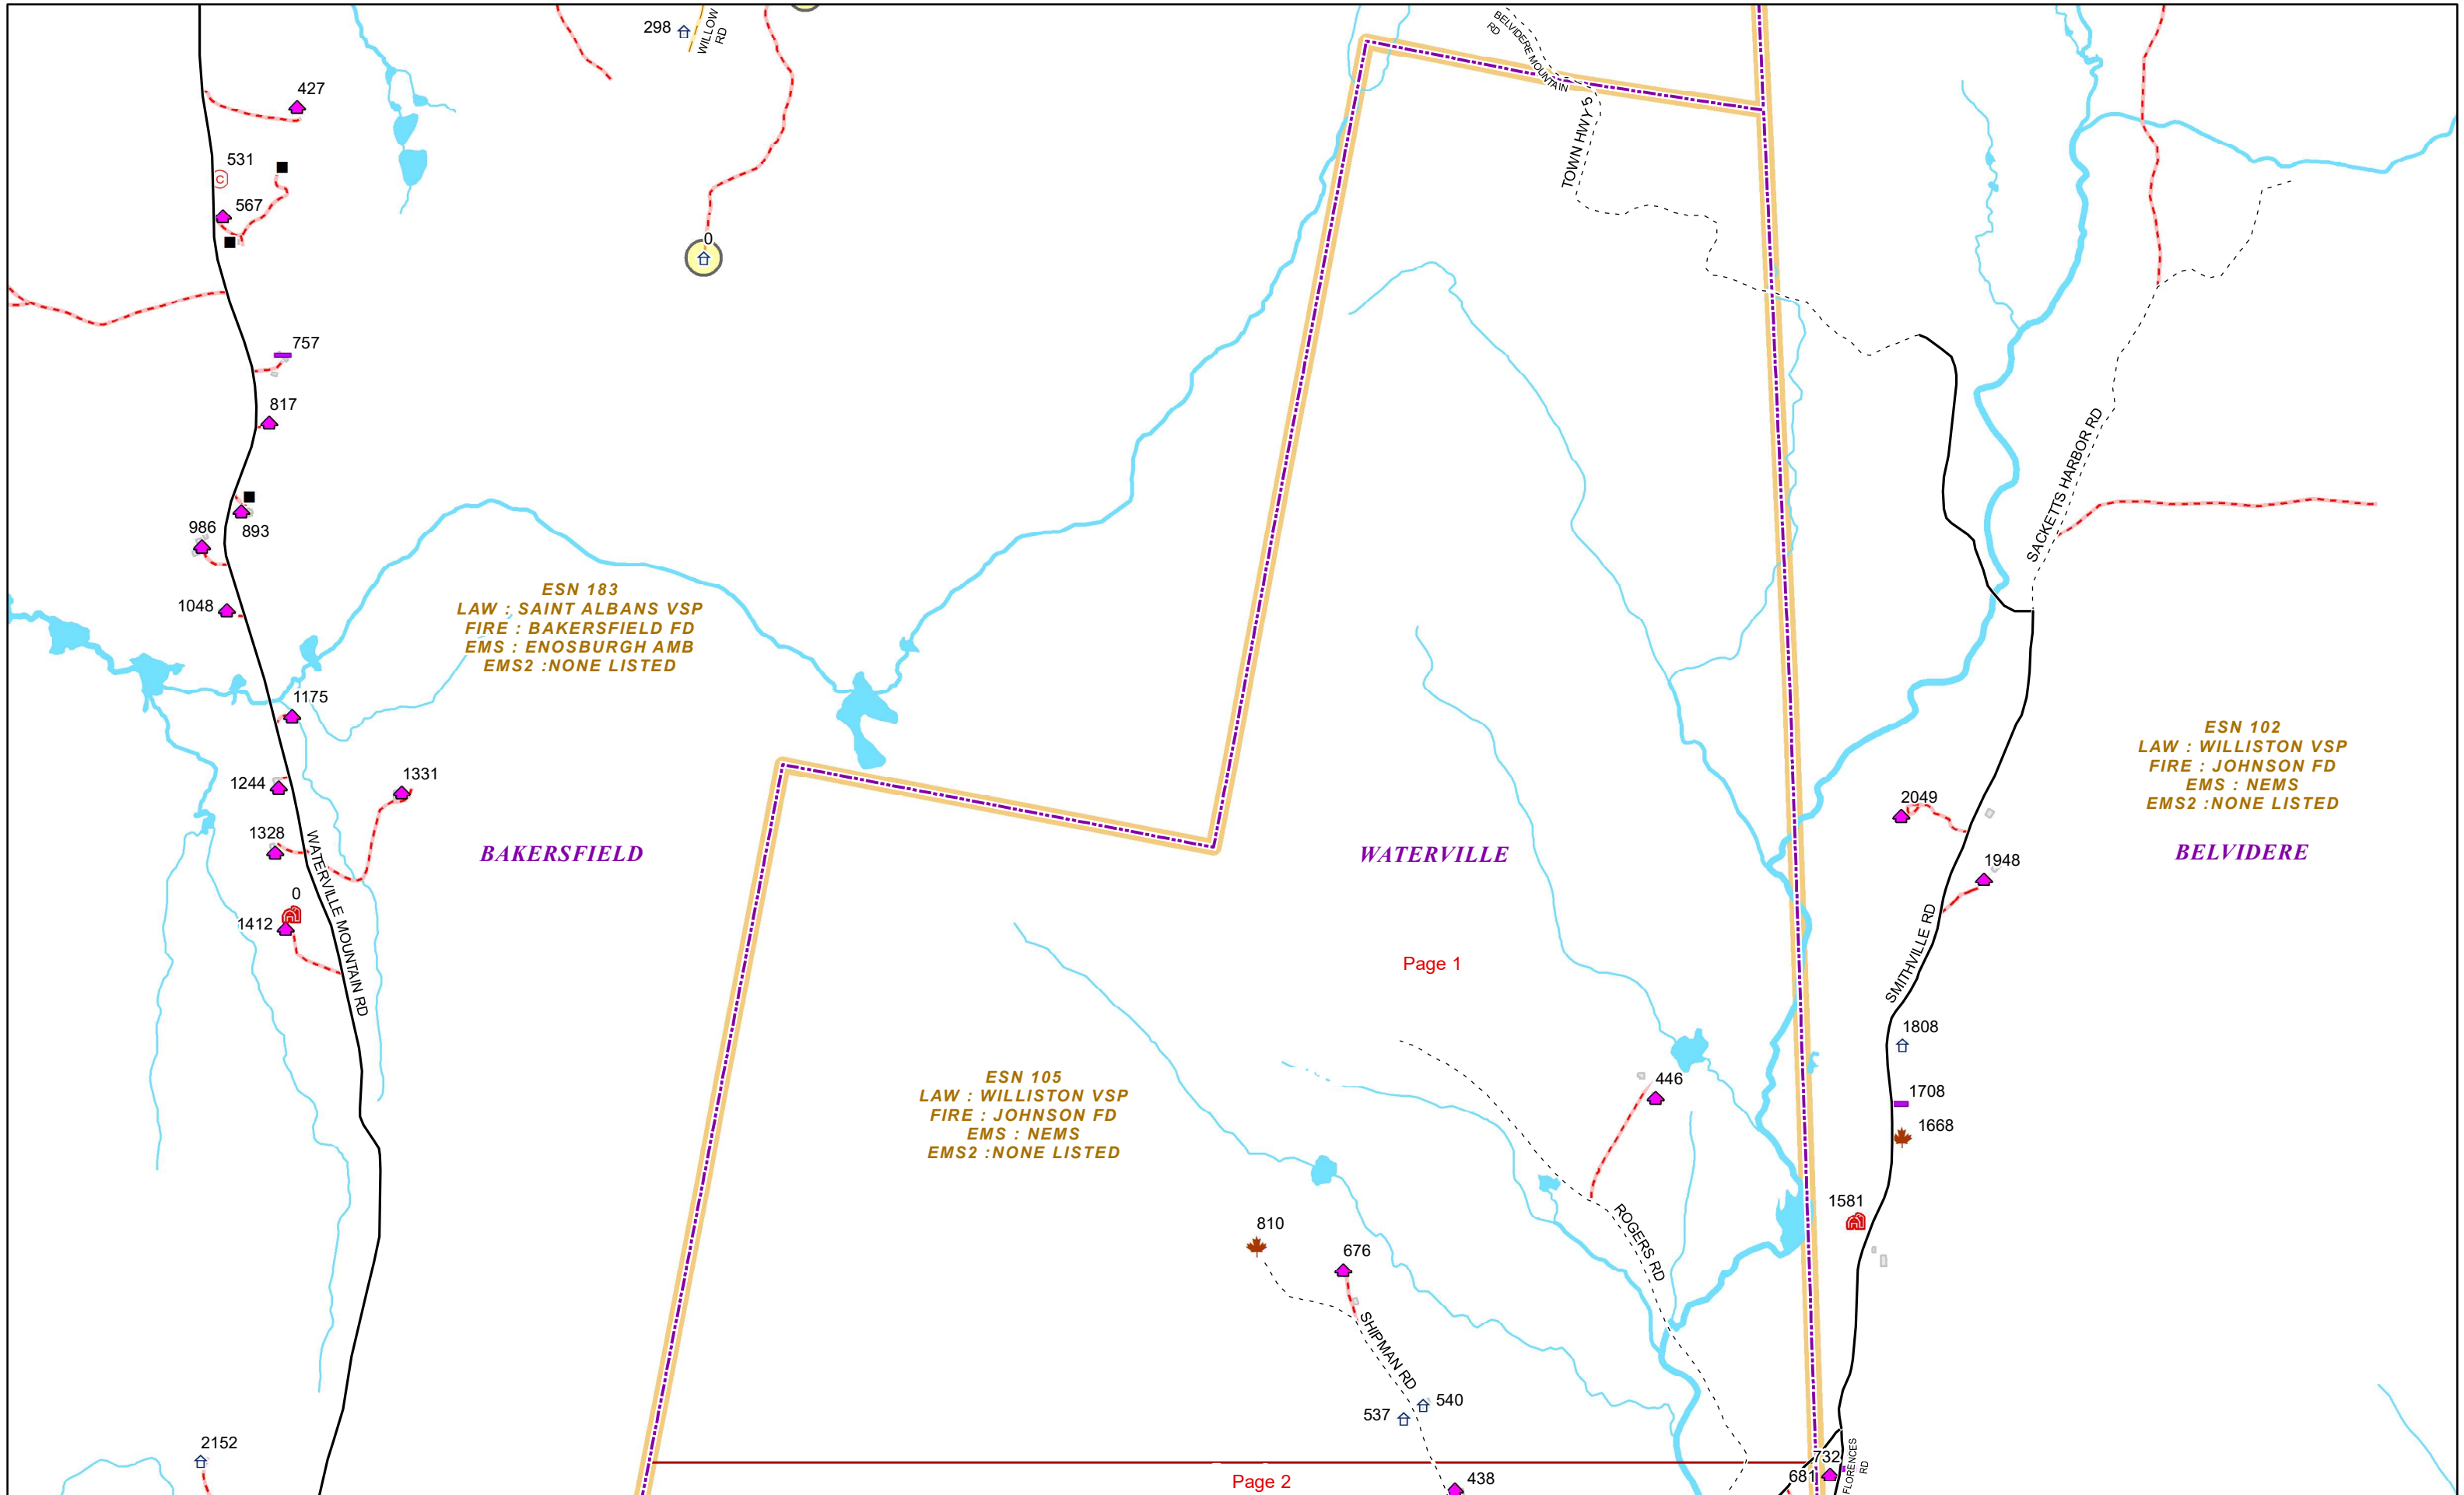 298
WILLOW
RD
BELVIDERE MOUNTAIN
RD
427
TOWN HWY 5
531
C
567
0
757
817
SACKETTS HARBOR RD
986
893
1048
ESN 183
LAW : SAINT ALBANS VSP
FIRE : BAKERSFIELD FD
EMS : ENOSBURGH AMB
EMS2 :NONE LISTED
1175
ESN 102
LAW : WILLISTON VSP
FIRE : JOHNSON FD
EMS : NEMS
EMS2 :NONE LISTED
1244
1331
2049
1328
WATERVILLE MOUNTAIN RD
BAKERSFIELD
WATERVILLE
BELVIDERE
1948
0
1412
SMITHVILLE RD
Page 1
1808
ESN 105
LAW : WILLISTON VSP
FIRE : JOHNSON FD
EMS : NEMS
EMS2 :NONE LISTED
446
1708
1668
1581
810
676
ROGERS RD
SHIPMAN RD
540
537
2152
732
FLORENCES
RD
681
Page 2
438